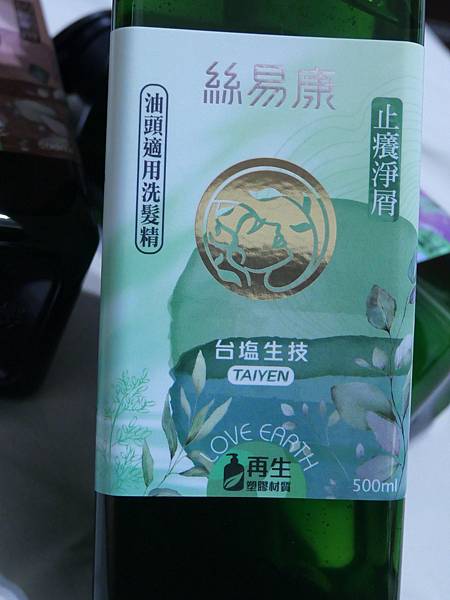 絲易康
油頭適用洗髮精
止癢淨屑
台塩生技
TAIYEN
LOVE EARTH
再生
塑膠材質
500ml